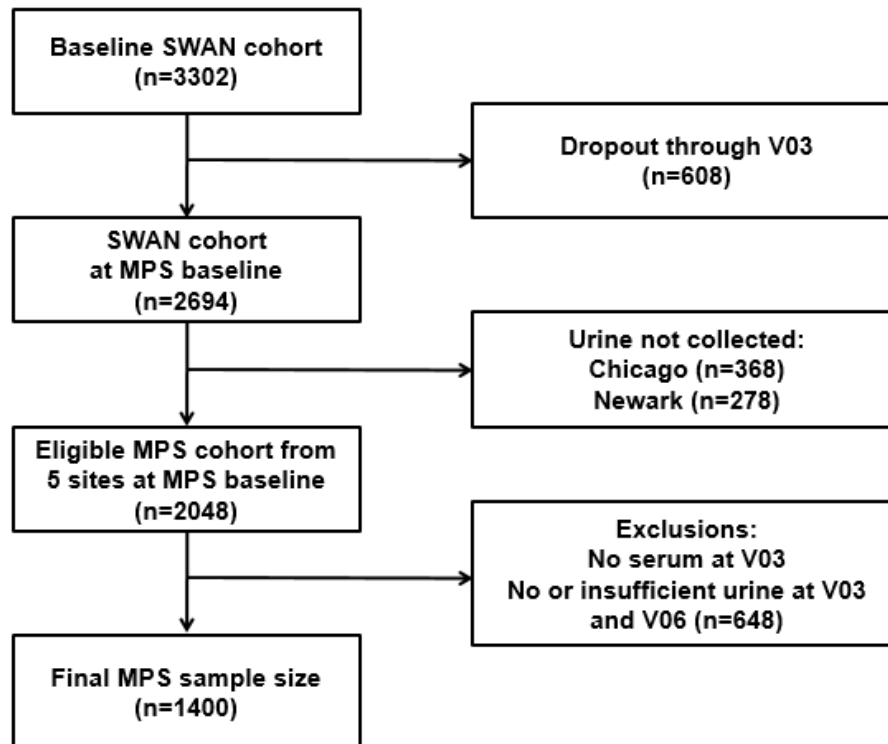 Baseline SWAN cohort
(n=3302)
Dropout through V03
(n=608)
SWAN cohort
at MPS baseline
(n=2694)
Urine not collected:
Chicago (n=368)
Newark (n=278)
Eligible MPS cohort from
5 sites at MPS baseline
(n=2048)
Exclusions:
No serum at V03
No or insufficient urine at V03
and V06 (n=648)
Final MPS sample size
(n=1400)